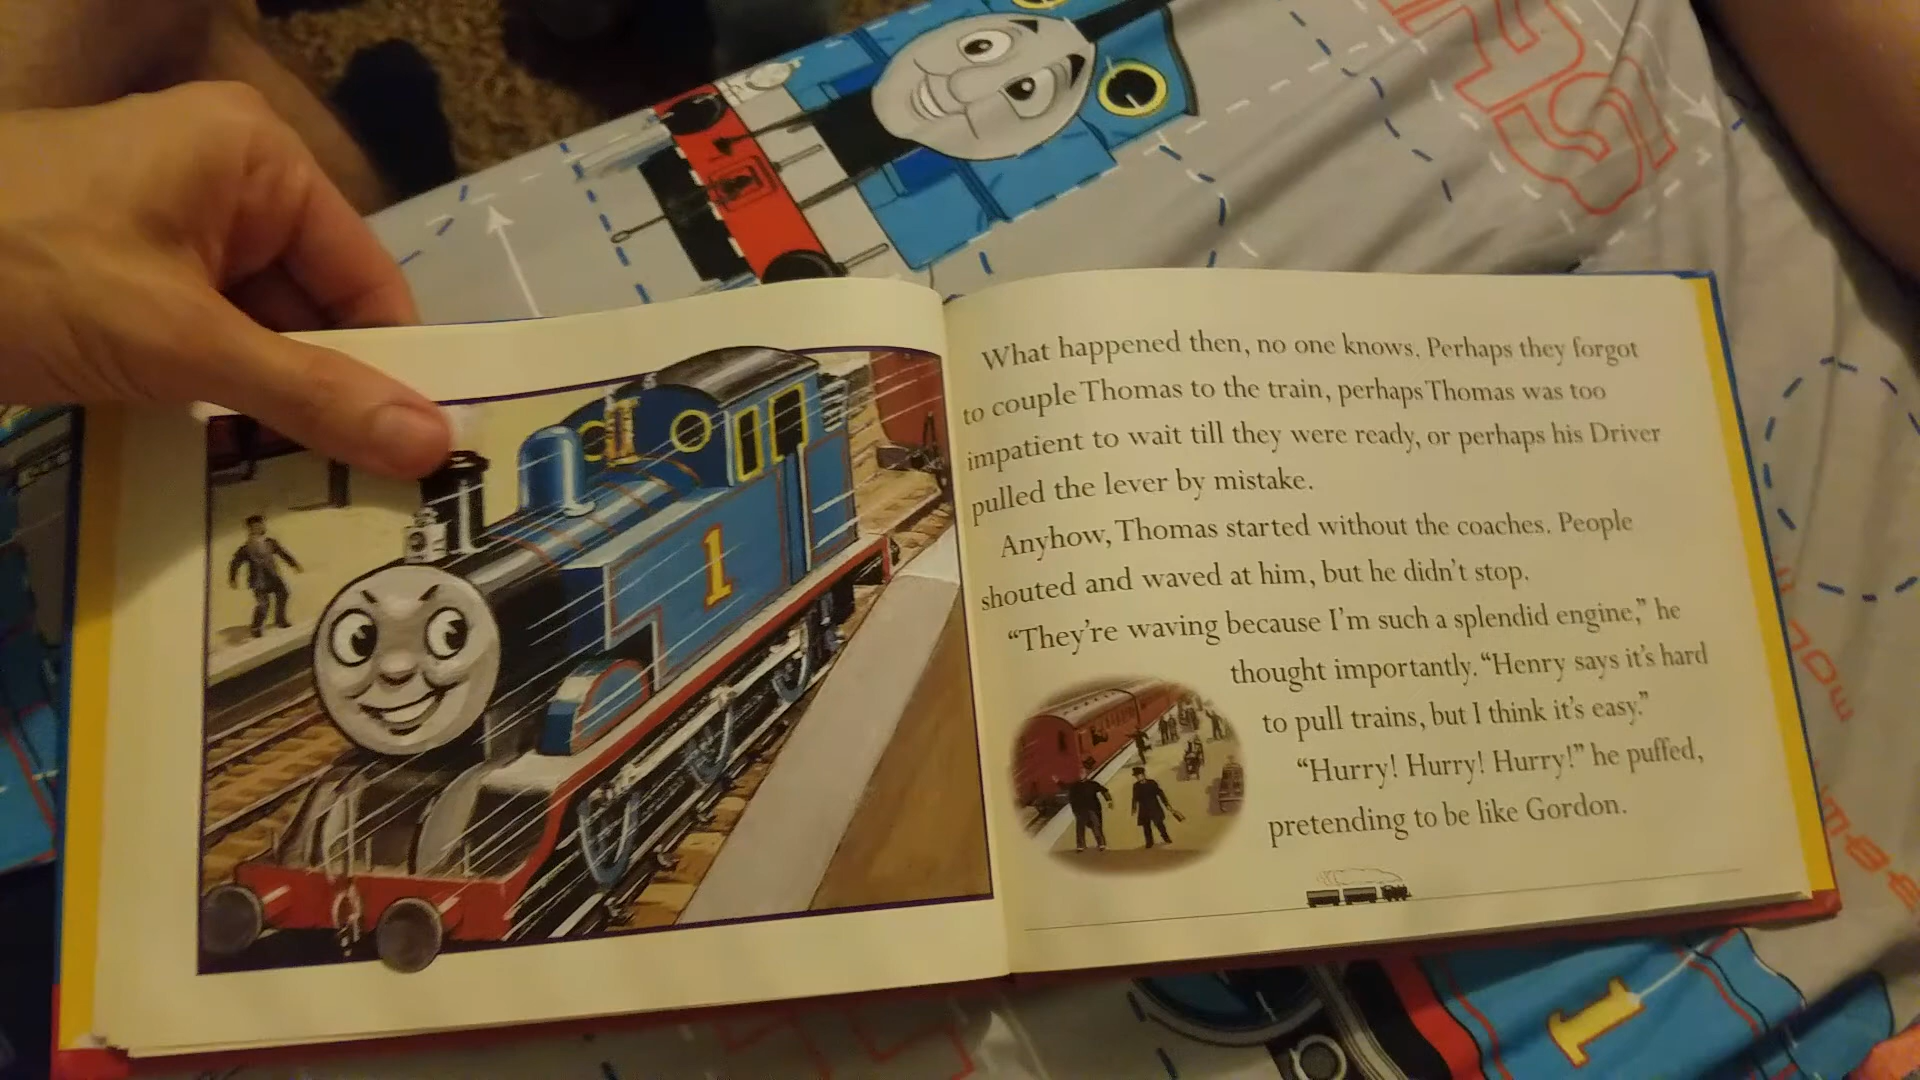 What happened then, no one knows. Perhaps they forgot
to couple Thomas to the train, perhaps Thomas was too
impatient to wait till they were ready, or perhaps his Driver
pulled the lever by mistake.
Anyhow, Thomas started without the coaches. People
shouted and waved at him, but he didn't stop.
“They're waving because I'm such a splendid engine,” he
thought importantly. “Henry says it's hard
to pull trains, but I think it's easy.”
“Hurry! Hurry! Hurry!” he puffed,
pretending to be like Gordon.
1
1